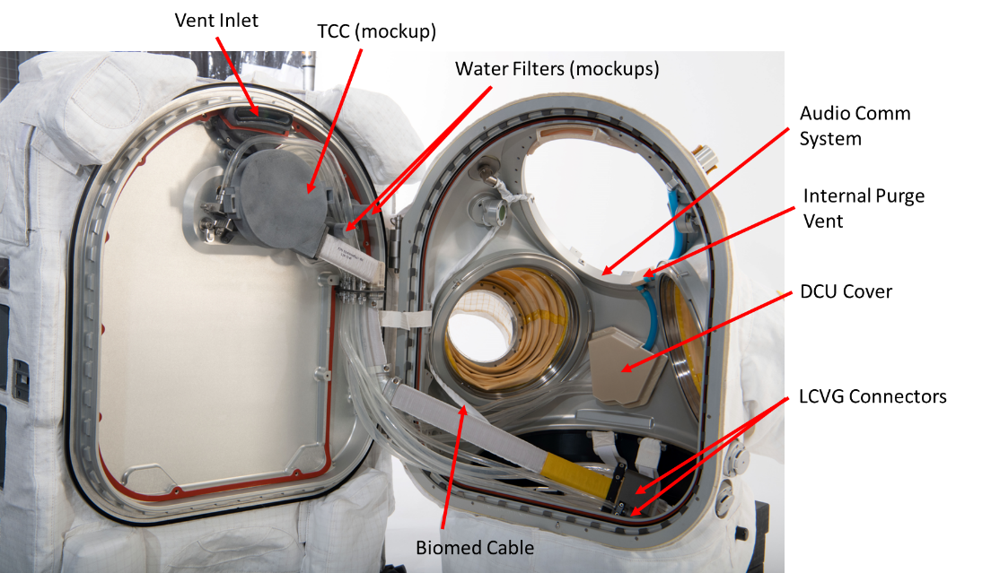 Vent Inlet
TCC (mockup)
Water Filters (mockups)
Audio Comm
System
Internal Purge
Vent
DCU Cover
LCVG Connectors
Biomed Cable